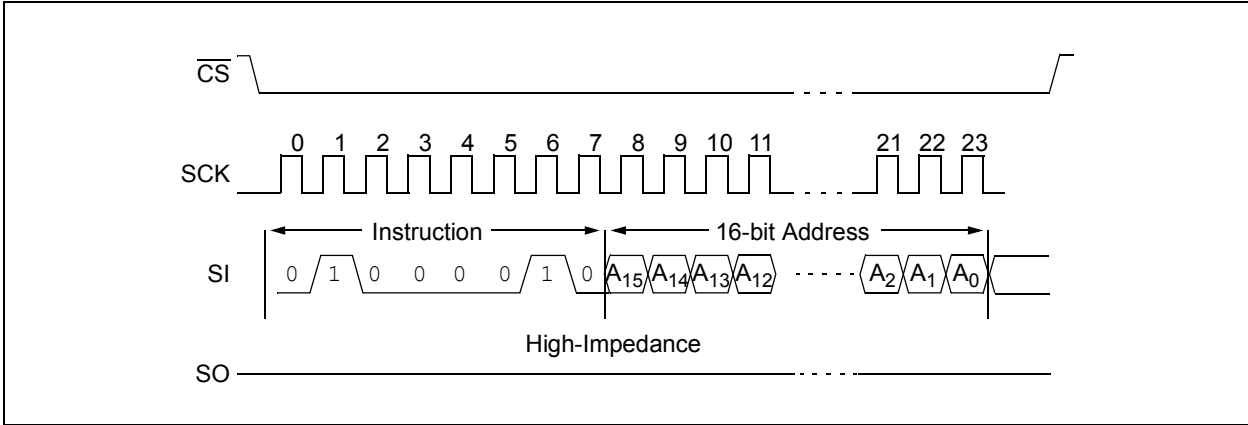 CS
0 1 2 3 4 5 6 7 8 9 10 11 21 22 23
SCK
Instruction 16-bit Address
SI 0 1 0 0 0 0 1 0 A15 A14 A13 A12 A2 A1 A0
High-Impedance
SO